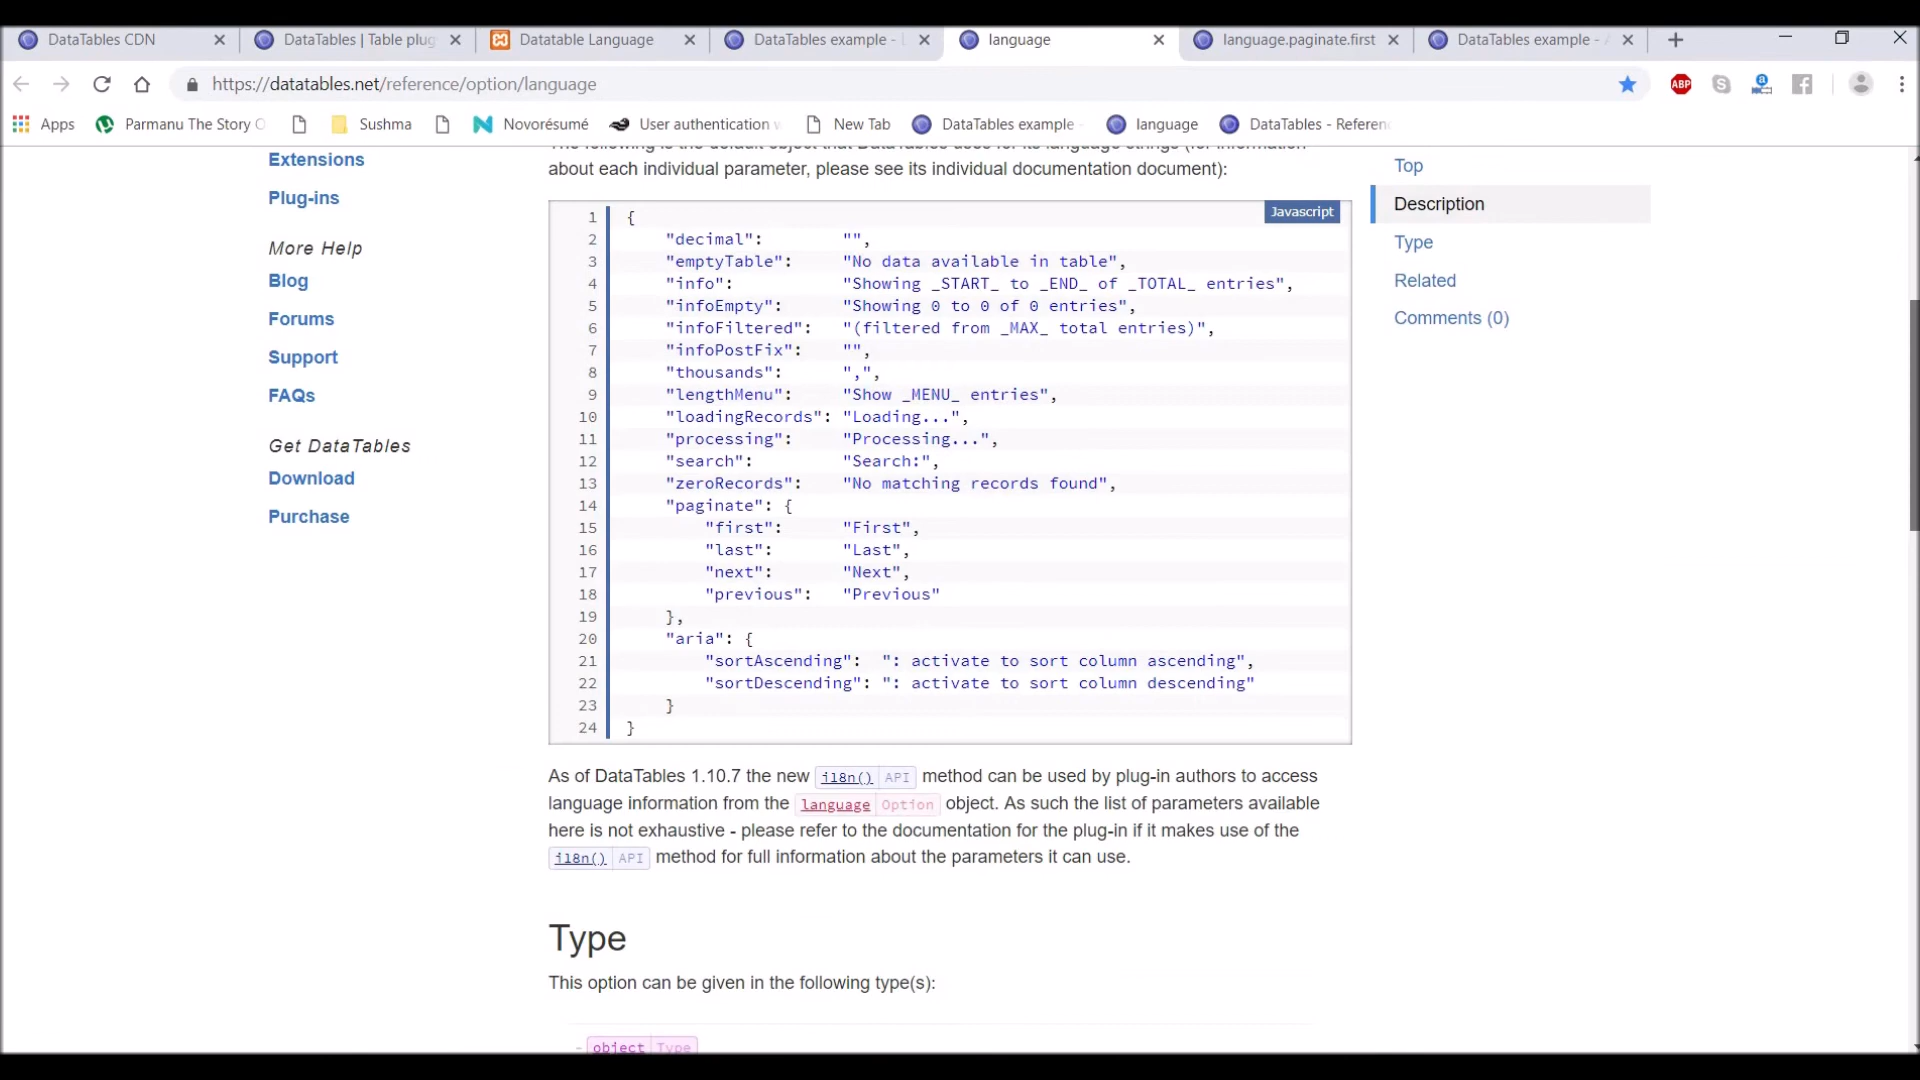 DataTables CDN
DataTables | Table plug
Datatable Language
DataTables example -
language
language.paginate.first
DataTables example -
https://datatables.net/reference/option/language
ABP
Apps
Parmanu The Story
Sushma
Novorésumé
User authentication
New Tab
DataTables example
language
DataTables - Referen
about each individual parameter, please see its individual documentation document):
Extensions
Plug-ins
More Help
Blog
Forums
Support
FAQs
Get DataTables
Download
Purchase
Javascript
1 {
2 "decimal": "",
3 "emptyTable": "No data available in table",
4 "info": "Showing _START_ to _END_ of _TOTAL_ entries",
5 "infoEmpty": "Showing 0 to 0 of 0 entries",
6 "infoFiltered": "(filtered from _MAX_ total entries)",
7 "infoPostFix": "",
8 "thousands": ",",
9 "lengthMenu": "Show _MENU_ entries",
10 "loadingRecords": "Loading...",
11 "processing": "Processing...",
12 "search": "Search:",
13 "zeroRecords": "No matching records found",
14 "paginate": {
15 "first": "First",
16 "last": "Last",
17 "next": "Next",
18 "previous": "Previous"
19 },
20 "aria": {
21 "sortAscending": ": activate to sort column ascending",
22 "sortDescending": ": activate to sort column descending"
23 }
24 }
As of DataTables 1.10.7 the new i18n() API method can be used by plug-in authors to access
language information from the language Option object. As such the list of parameters available
here is not exhaustive - please refer to the documentation for the plug-in if it makes use of the
i18n() API method for full information about the parameters it can use.
Type
This option can be given in the following type(s):
- object Type
Top
Description
Type
Related
Comments (0)